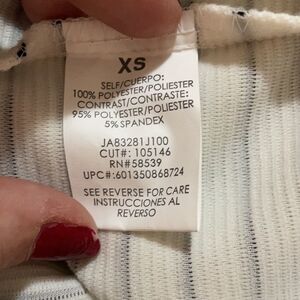 XS
SELF/CUERPO:
100% POLYESTER/POLIESTER
CONTRAST/CONTRASTE:
95% POLYESTER/POLIESTER
5% SPANDEX
JA83281J100
CUT#: 105146
RN#58539
UPC#:601350868724
SEE REVERSE FOR CARE
INSTRUCCIONES AL
REVERSO